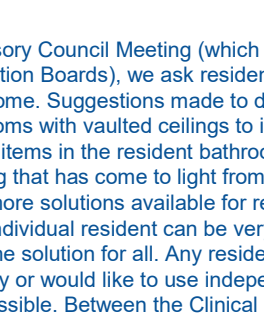 sory Council Meeting (which
tion Boards), we ask residen
ome. Suggestions made to d
oms with vaulted ceilings to i
items in the resident bathroo
g that has come to light from
more solutions available for re
ndividual resident can be ver
ne solution for all. Any reside
y or would like to use indepe
ossible. Between the Clinical